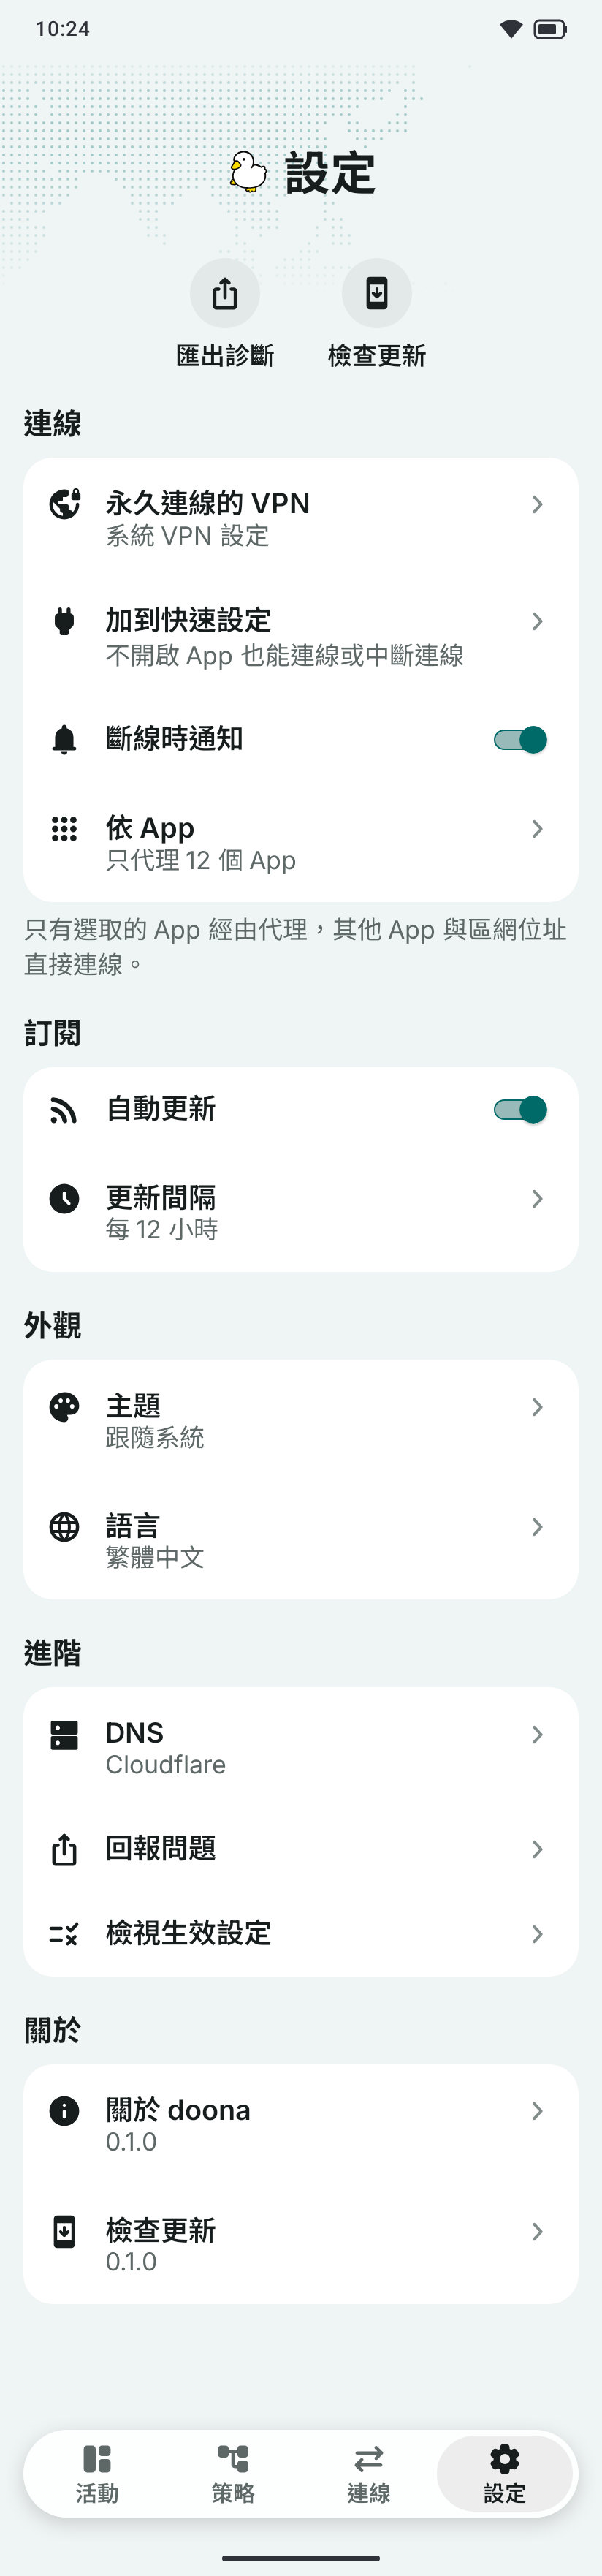 10:24
設定
匯出診斷
檢查更新
連線
永久連線的 VPN
系統 VPN 設定
加到快速設定
不開啟 App 也能連線或中斷連線
斷線時通知
依 App
只代理 12 個 App
只有選取的 App 經由代理，其他 App 與區網位址
直接連線。
訂閱
自動更新
更新間隔
每 12 小時
外觀
主題
跟隨系統
語言
繁體中文
進階
DNS
Cloudflare
回報問題
檢視生效設定
關於
關於 doona
0.1.0
檢查更新
0.1.0
活動
策略
連線
設定